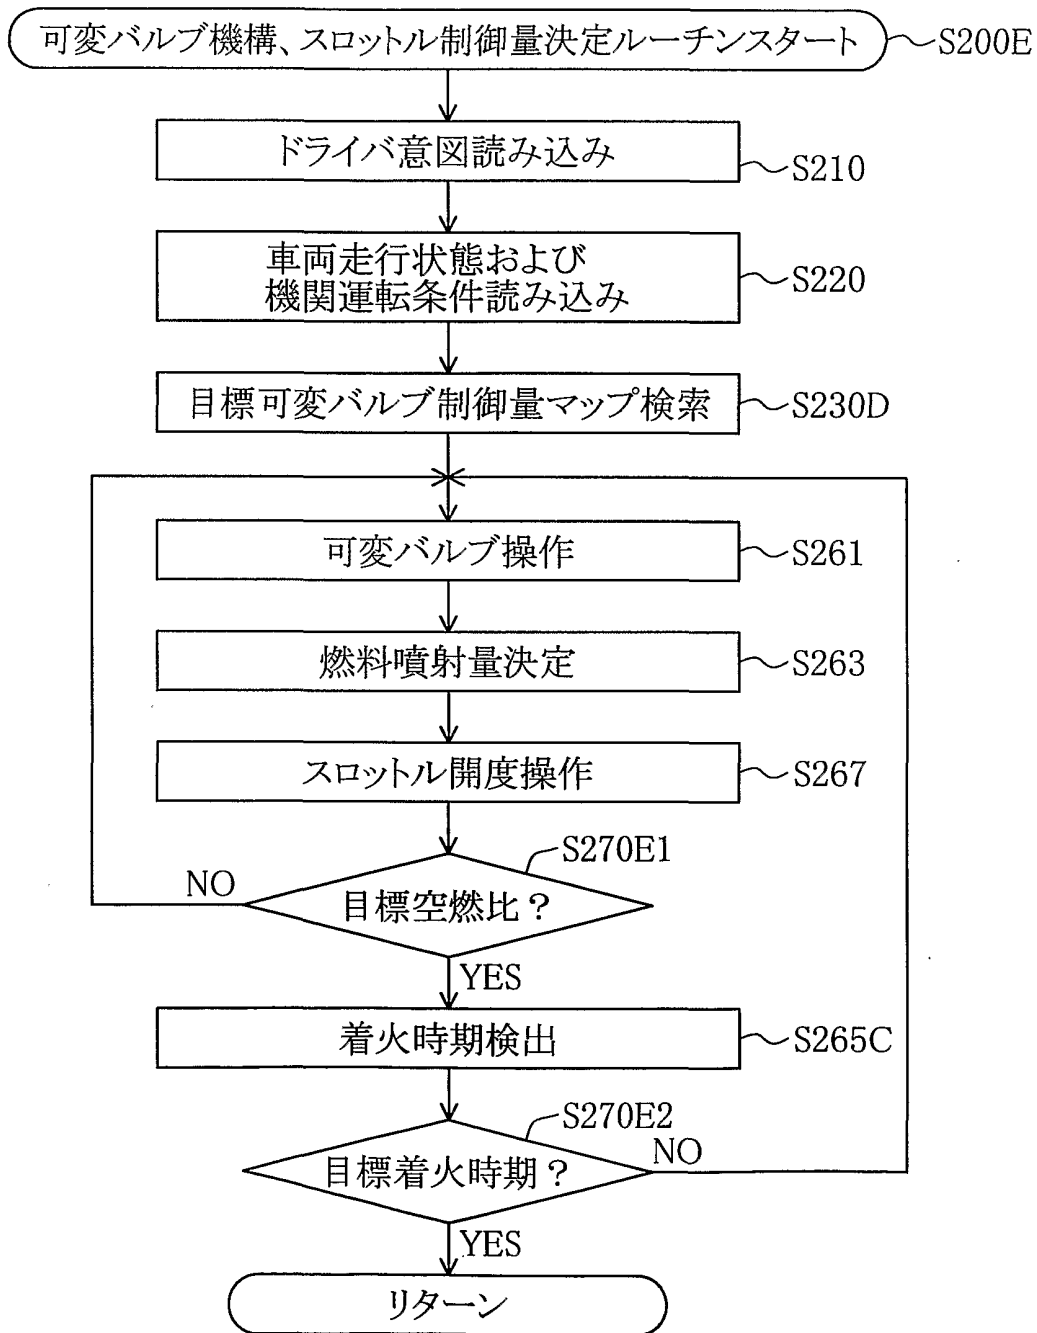 可変バルブ機構、スロットル制御量決定ルーチンスタート
S200E
ドライバ意図読み込み
S210
車両走行状態および
機関運転条件読み込み
S220
目標可変バルブ制御量マップ検索
S230D
可変バルブ操作
S261
燃料噴射量決定
S263
スロットル開度操作
S267
S270E1
NO
目標空燃比？
YES
着火時期検出
S265C
S270E2
目標着火時期？
NO
YES
リターン